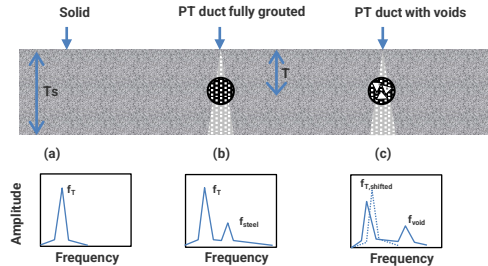 Solid
PT duct fully grouted
PT duct with voids
Ts
T
(a)
(b)
(c)
Amplitude
fT
fT
fsteel
fT,shifted
fvoid
Frequency
Frequency
Frequency